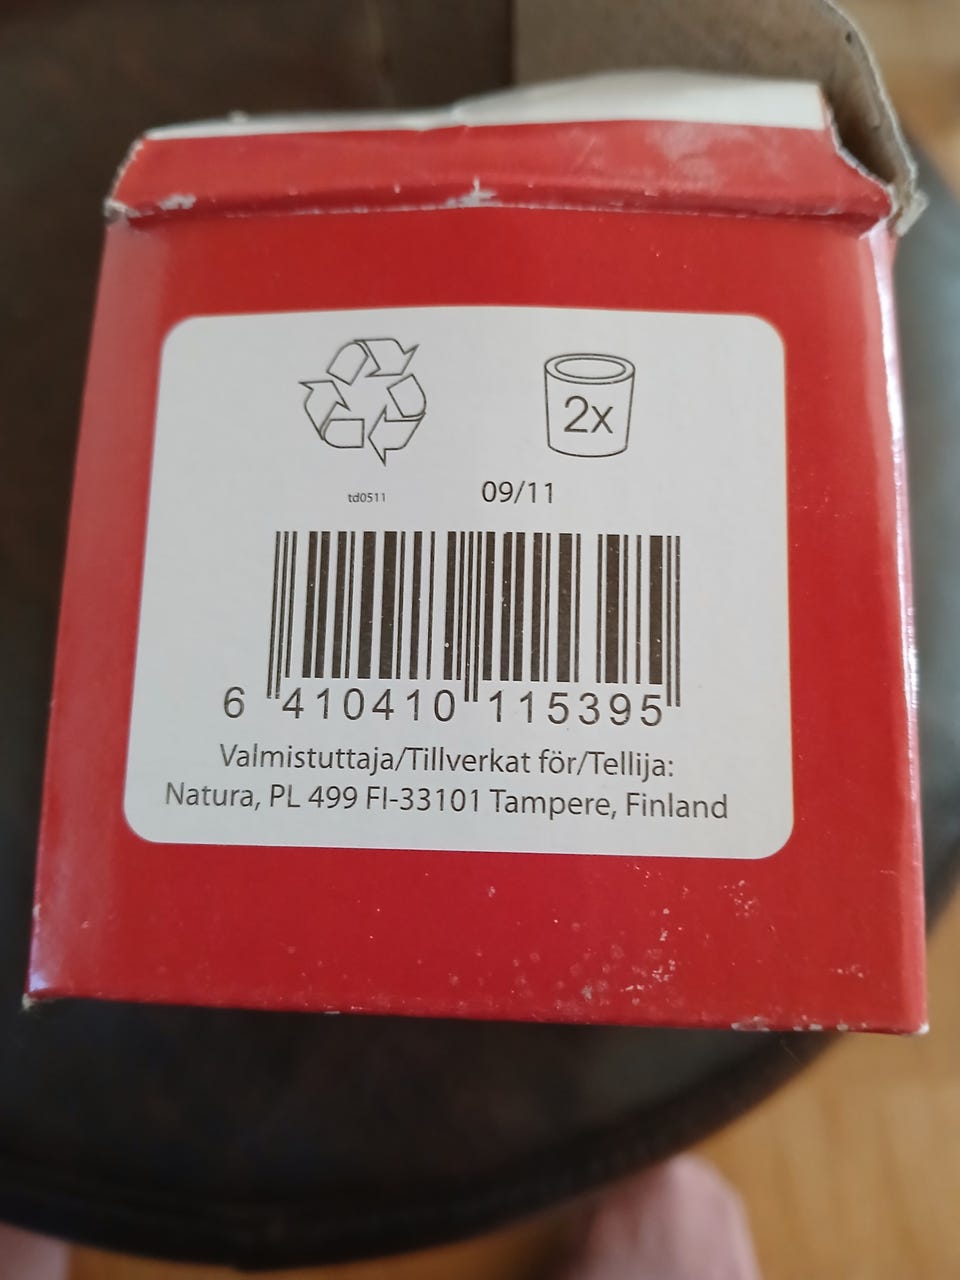 2x
td0511
09/11
6 410410 115395
Valmistuttaja/Tillverkat för/Tellija:
Natura, PL 499 FI-33101 Tampere, Finland